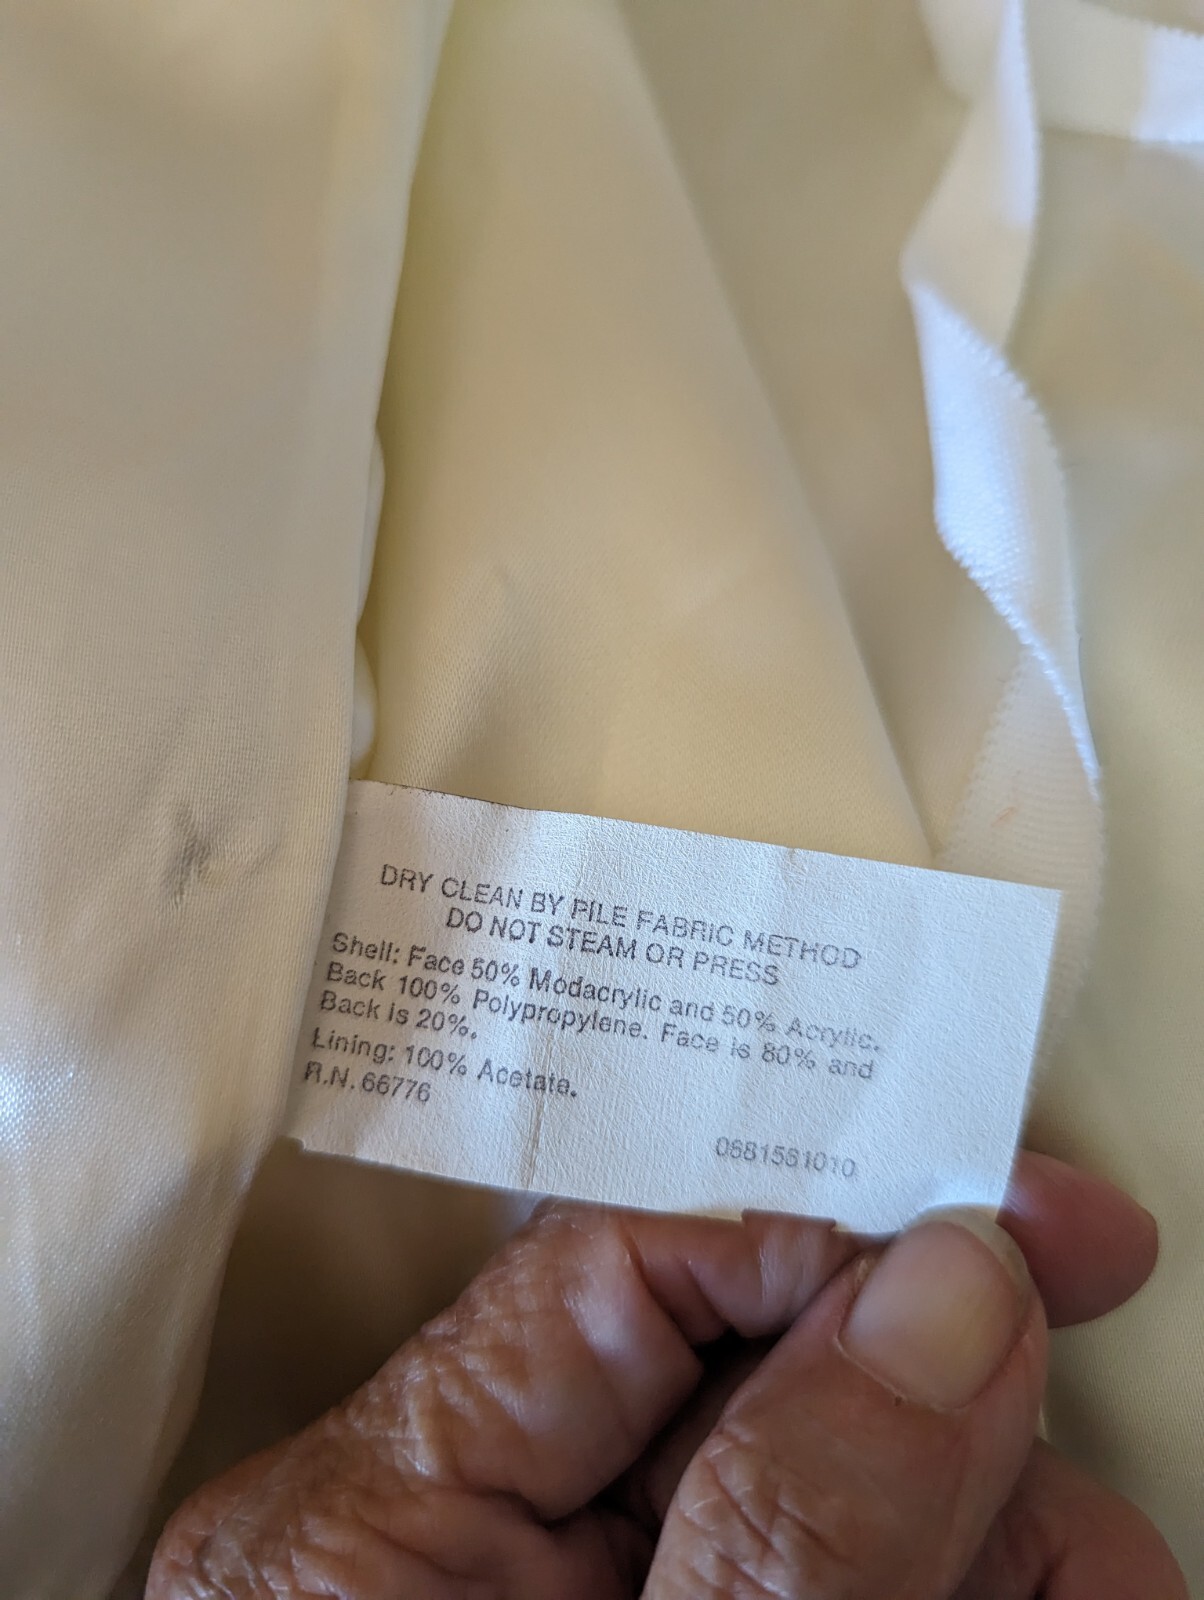 DRY CLEAN BY PILE FABRIC METHOD
DO NOT STEAM OR PRESS
Shell: Face 50% Modacrylic and 50% Acrylic.
Back 100% Polypropylene. Face is 80% and
Back is 20%.
Lining: 100% Acetate.
R.N. 66776
0681561010